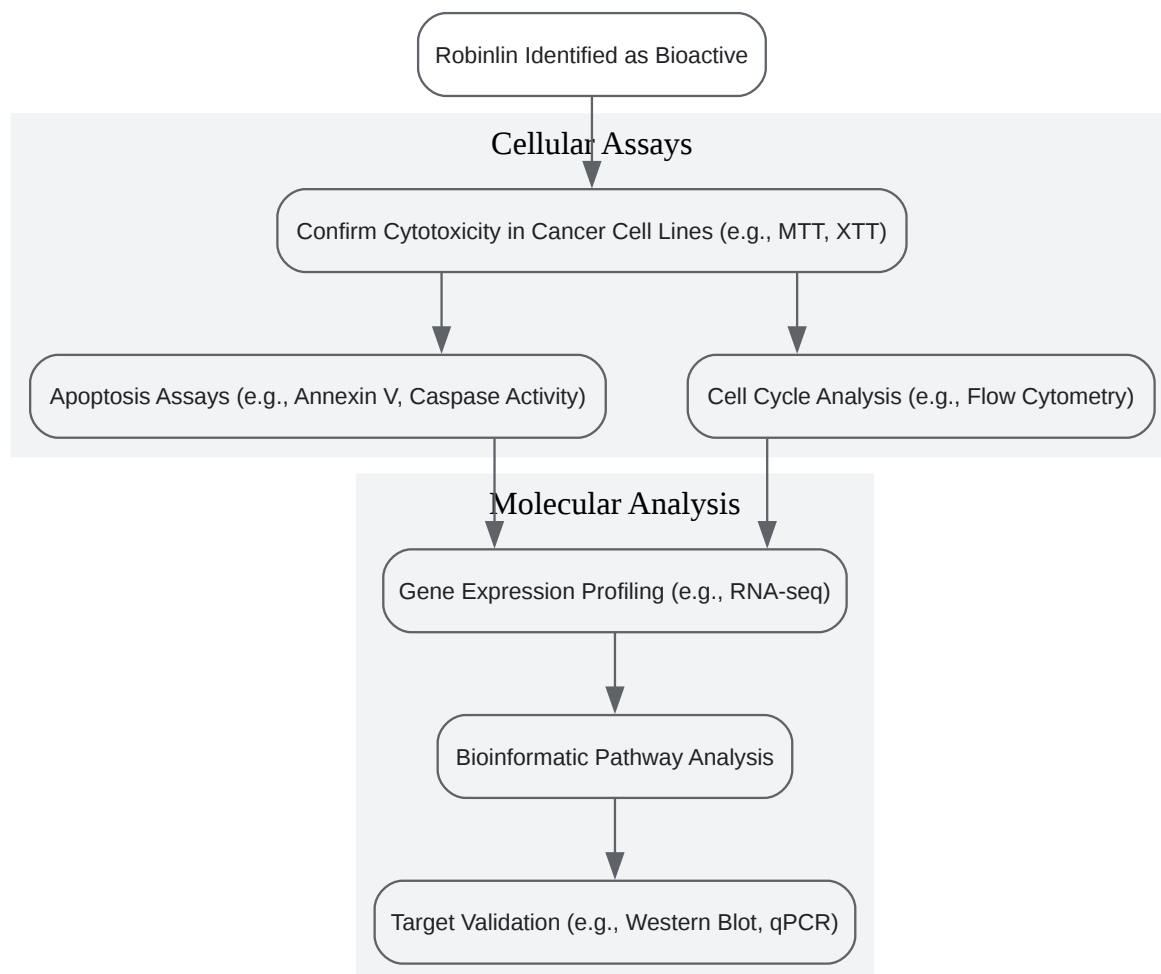 Robinlin Identified as Bioactive
Cellular Assays
Confirm Cytotoxicity in Cancer Cell Lines (e.g., MTT, XTT)
Apoptosis Assays (e.g., Annexin V, Caspase Activity)
Cell Cycle Analysis (e.g., Flow Cytometry)
Molecular Analysis
Gene Expression Profiling (e.g., RNA-seq)
Bioinformatic Pathway Analysis
Target Validation (e.g., Western Blot, qPCR)